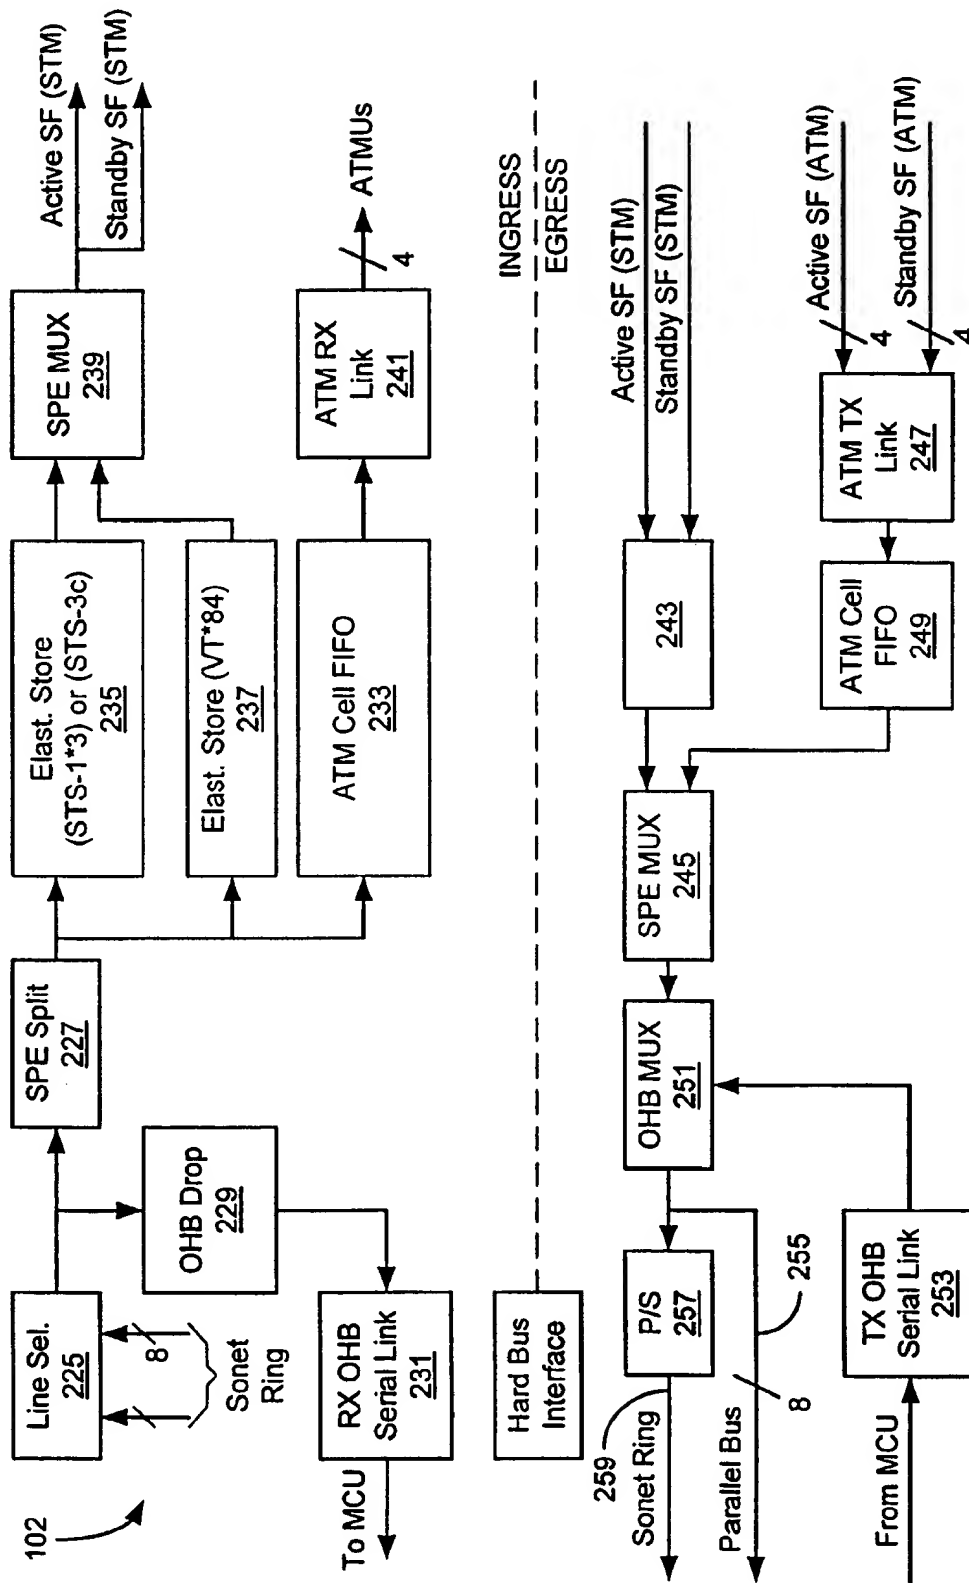 102
Line Sel.
225
8
Sonet
Ring
SPE Split
227
OHB Drop
229
RX OHB
Serial Link
231
To MCU
Elast. Store
(STS-1*3) or (STS-3c)
235
Elast. Store (VT*84)
237
ATM Cell FIFO
233
SPE MUX
239
Active SF (STM)
Standby SF (STM)
ATM RX
Link
241
4
ATMUs
Hard Bus
Interface
INGRESS
EGRESS
259
Sonet Ring
P/S
257
Parallel Bus
8
255
From MCU
TX OHB
Serial Link
253
OHB MUX
251
SPE MUX
245
243
Active SF (STM)
Standby SF (STM)
ATM Cell
FIFO
249
ATM TX
Link
247
4
Active SF (ATM)
4
Standby SF (ATM)